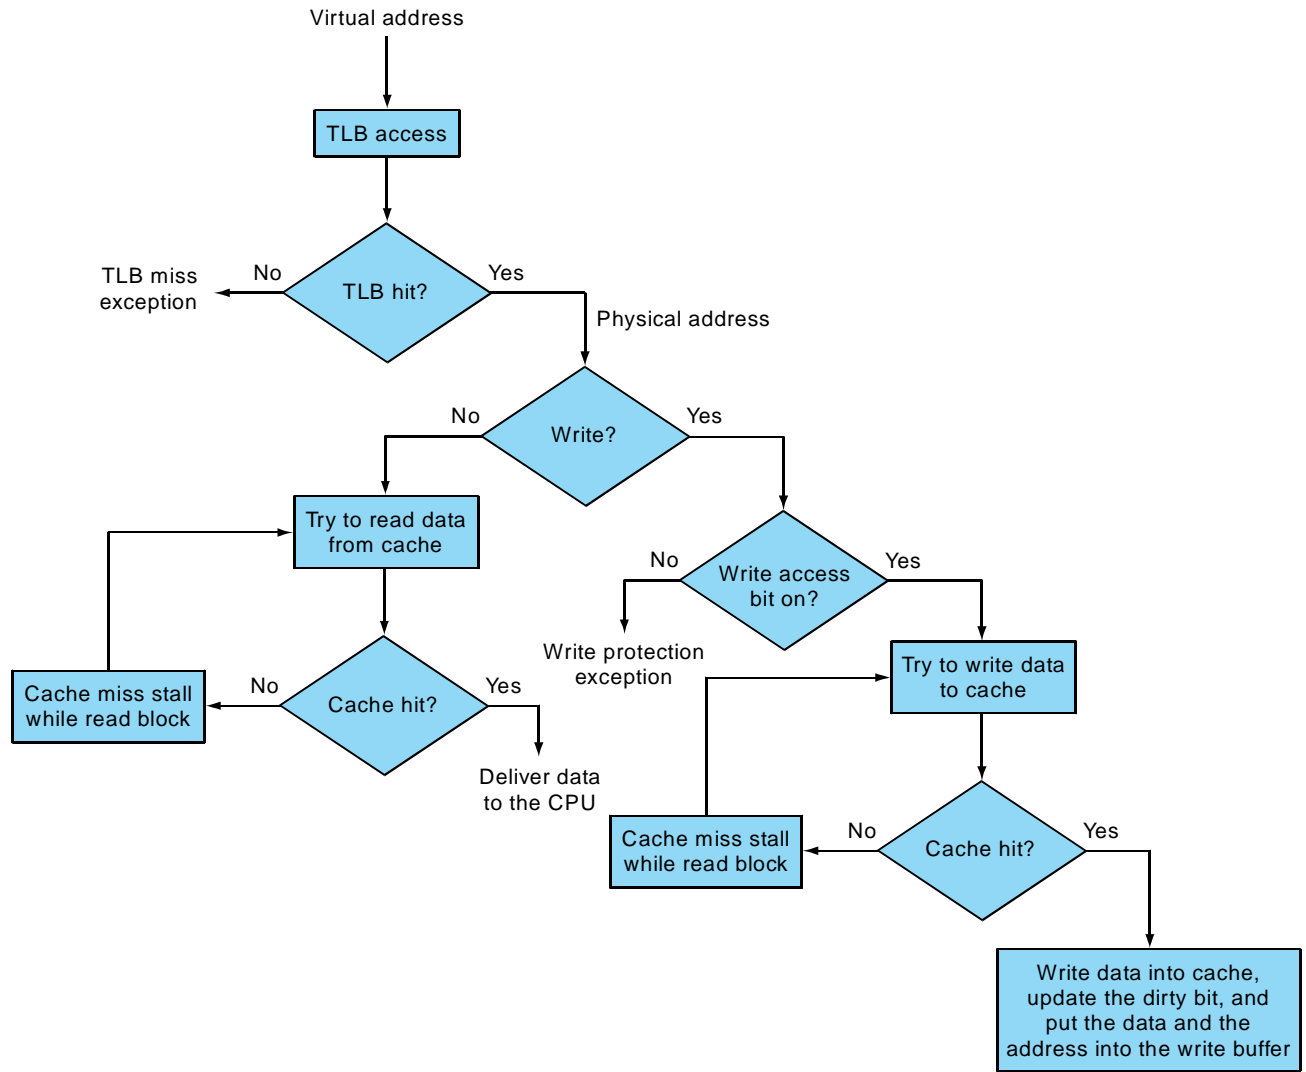 Virtual address
TLB access
TLB hit?
No
Yes
TLB miss
exception
Physical address
Write?
No
Yes
Try to read data
from cache
Write access
bit on?
No
Yes
Write protection
exception
Try to write data
to cache
Cache hit?
No
Yes
Cache miss stall
while read block
Deliver data
to the CPU
Cache hit?
No
Yes
Cache miss stall
while read block
Write data into cache,
update the dirty bit, and
put the data and the
address into the write buffer